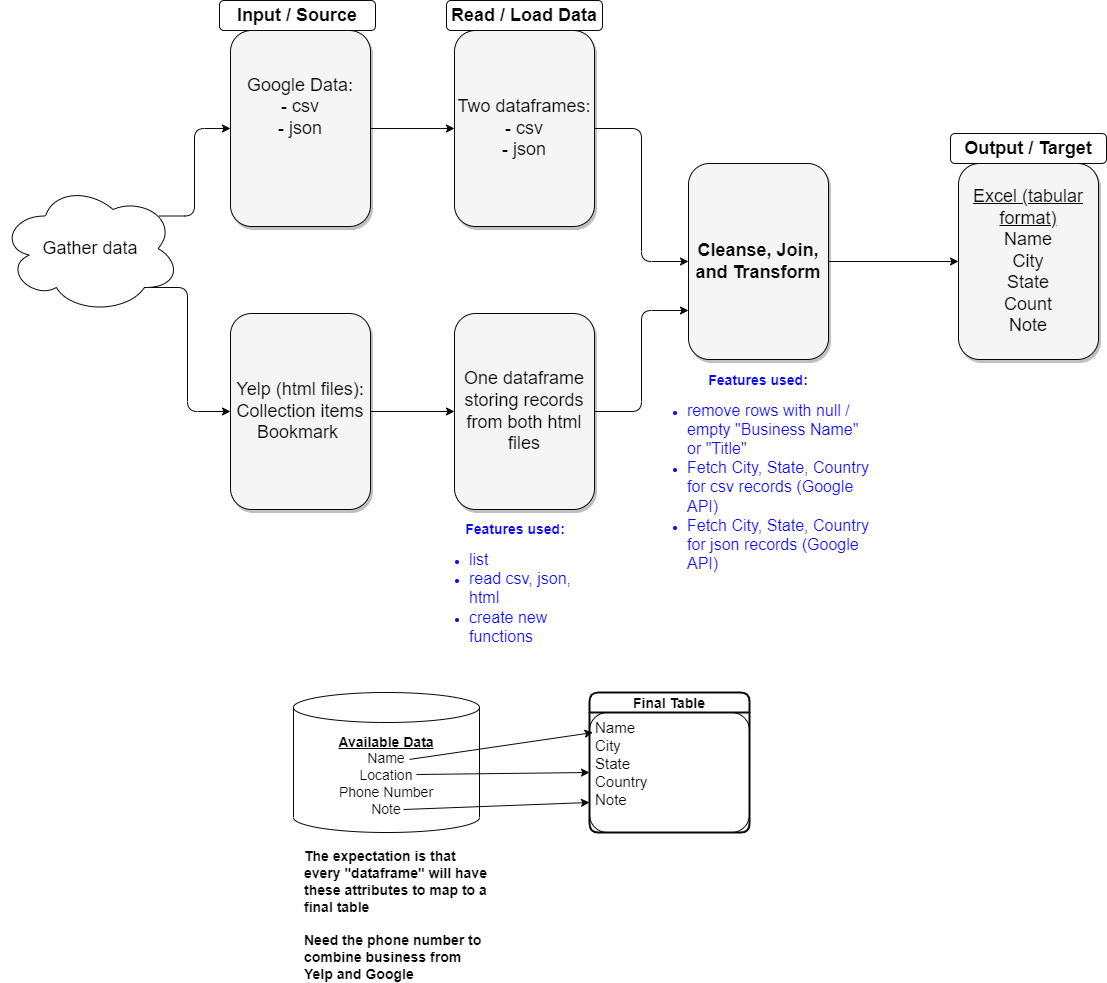 Input / Source
Read / Load Data
Google Data:
- csv
- json
Two dataframes:
- csv
- json
Output / Target
Gather data
Cleanse, Join,
and Transform
Excel (tabular
format)
Name
City
State
Count
Note
Yelp (html files):
Collection items
Bookmark
One dataframe
storing records
from both html
files
Features used:
• remove rows with null /
empty "Business Name"
or "Title"
• Fetch City, State, Country
for csv records (Google
API)
• Fetch City, State, Country
for json records (Google
API)
Features used:
• list
• read csv, json,
html
• create new
functions
Available Data
Name
Location
Phone Number
Note
Final Table
Name
City
State
Country
Note
The expectation is that
every "dataframe" will have
these attributes to map to a
final table
Need the phone number to
combine business from
Yelp and Google